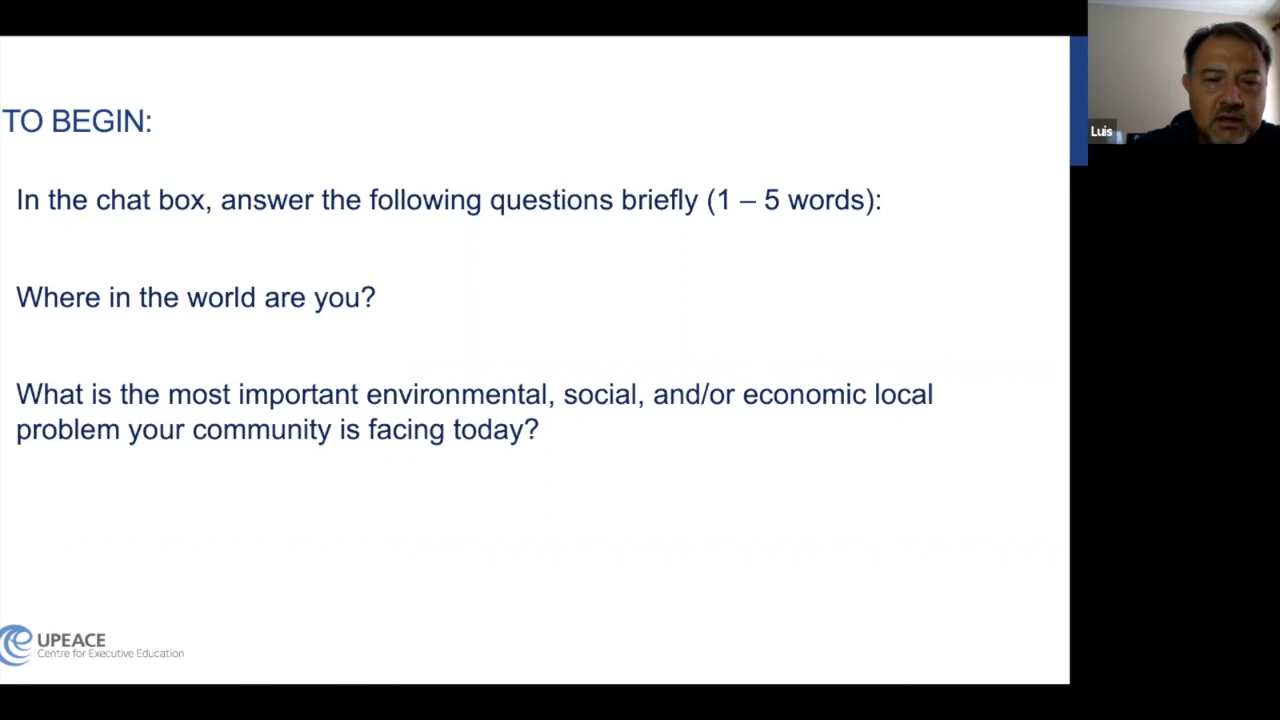 TO BEGIN:
In the chat box, answer the following questions briefly (1 – 5 words):
Where in the world are you?
What is the most important environmental, social, and/or economic local
problem your community is facing today?
UPEACE
Centre for Executive Education
Luis